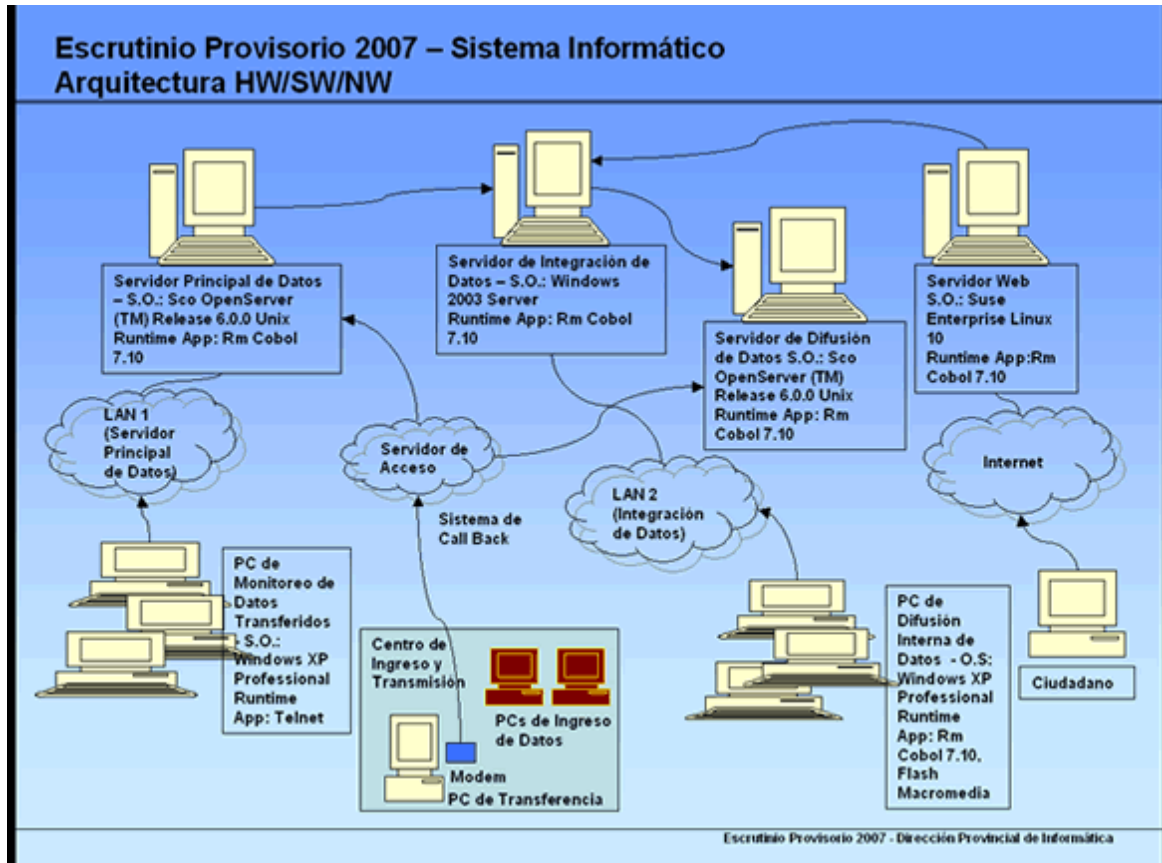 Escrutinio Provisorio 2007 – Sistema Informático
Arquitectura HW/SW/NW
Servidor Principal de Datos
– S.O.: Sco OpenServer
(TM) Release 6.0.0 Unix
Runtime App: Rm Cobol
7.10
Servidor de Integración de
Datos – S.O.: Windows
2003 Server
Runtime App: Rm Cobol
7.10
Servidor de Difusión
de Datos S.O.: Sco
OpenServer (TM)
Release 6.0.0 Unix
Runtime App: Rm
Cobol 7.10
Servidor Web
S.O.: Suse
Enterprise Linux
10
Runtime App:Rm
Cobol 7.10
LAN 1
(Servidor
Principal
de Datos)
Servidor de
Acceso
LAN 2
(Integración
de Datos)
Internet
Sistema de
Call Back
PC de
Monitoreo de
Datos
Transferidos
- S.O.:
Windows XP
Professional
Runtime
App: Telnet
Centro de
Ingreso y
Transmisión
PCs de Ingreso
de Datos
Modem
PC de Transferencia
PC de
Difusión
Interna de
Datos - O.S:
Windows XP
Professional
Runtime
App: Rm
Cobol 7.10,
Flash
Macromedia
Ciudadano
Escrutinio Provisorio 2007 - Dirección Provincial de Informática